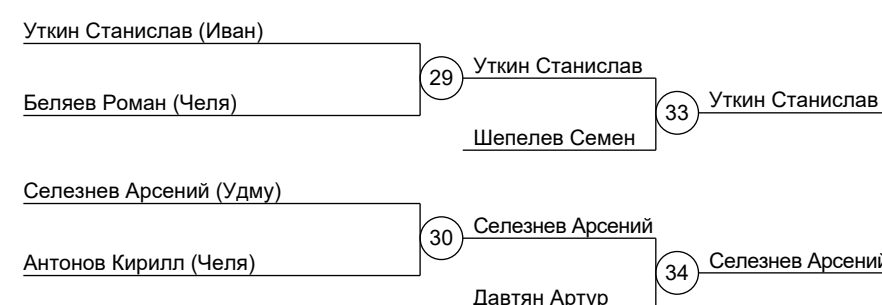 Уткин Станислав (Иван)
29
Уткин Станислав
Беляев Роман (Челя)
33
Уткин Станислав
Шепелев Семен
Селезнев Арсений (Удму)
30
Селезнев Арсений
Антонов Кирилл (Челя)
34
Селезнев Арсений
Давтян Артур